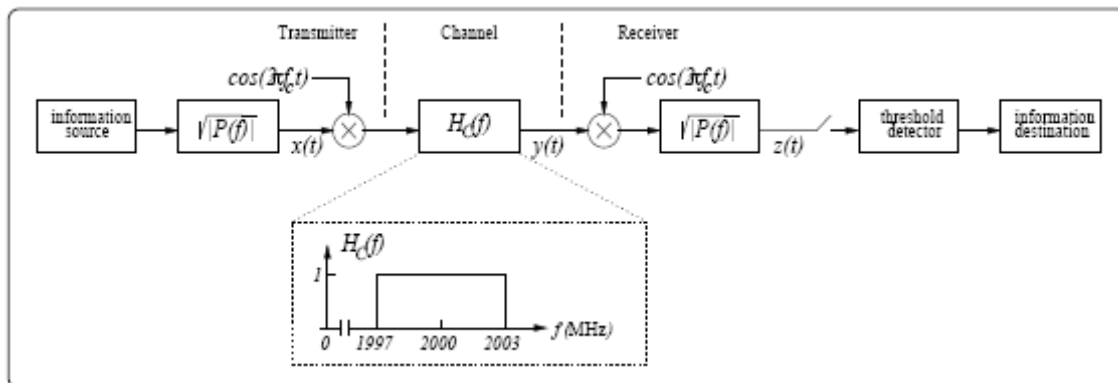 Transmitter
Channel
Receiver
cos(2πf_c t)
cos(2πf_c t)
information source
√|P(f)|
x(t)
H_C(f)
y(t)
√|P(f)|
z(t)
threshold detector
information destination
H_C(f)
1
0
1997
2000
2003
f(MHz)